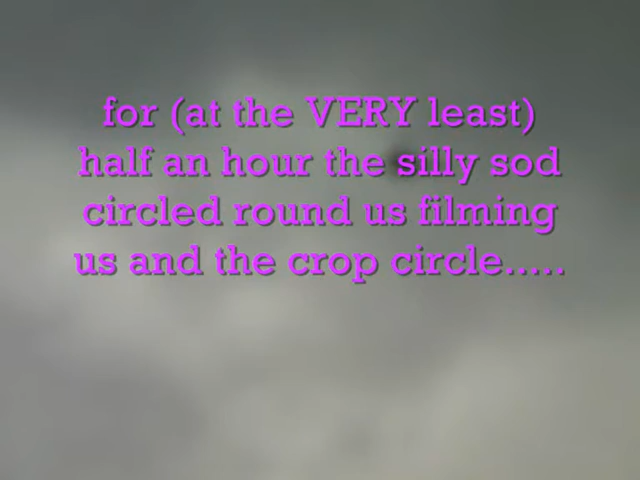 for (at the VERY least)
half an hour the silly sod
circled round us filming
us and the crop circle.....